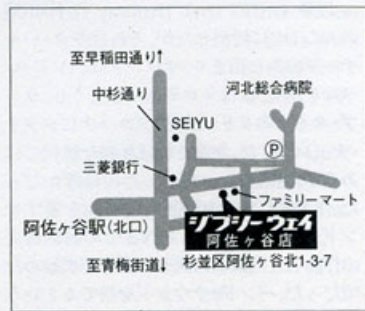 至早稲田通り↑
中杉通り
河北総合病院
SEIYU
P
三菱銀行
ファミリーマート
阿佐ヶ谷駅(北口)
ジプシーウェイ
阿佐ヶ谷店
至青梅街道↓
杉並区阿佐ヶ谷北1-3-7